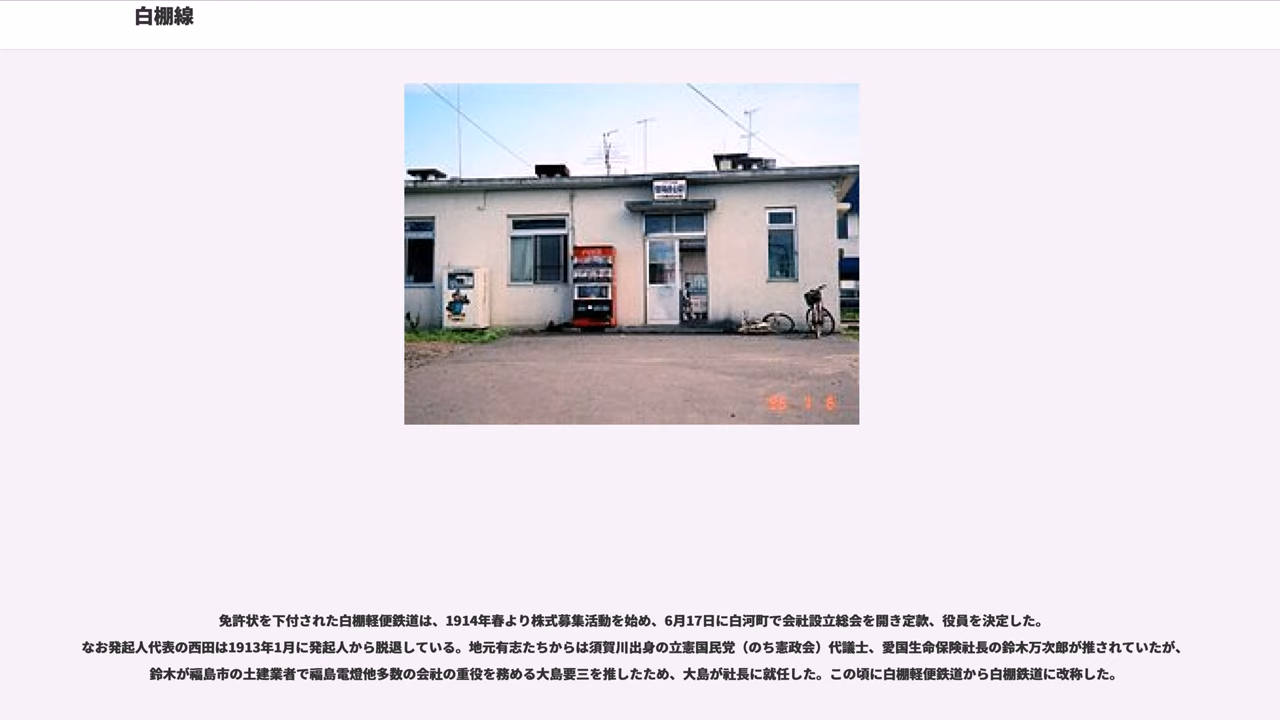 白棚線
免許状を下付された白棚軽便鉄道は、1914年春より株式募集活動を始め、6月17日に白河町で会社設立総会を開き定款、役員を決定した。
なお発起人代表の西田は1913年1月に発起人から脱退している。地元有志たちからは須賀川出身の立憲国民党（のち憲政会）代議士、愛国生命保険社長の鈴木万次郎が推されていたが、
鈴木が福島市の土建業者で福島電燈他多数の会社の重役を務める大島要三を推したため、大島が社長に就任した。この頃に白棚軽便鉄道から白棚鉄道に改称した。